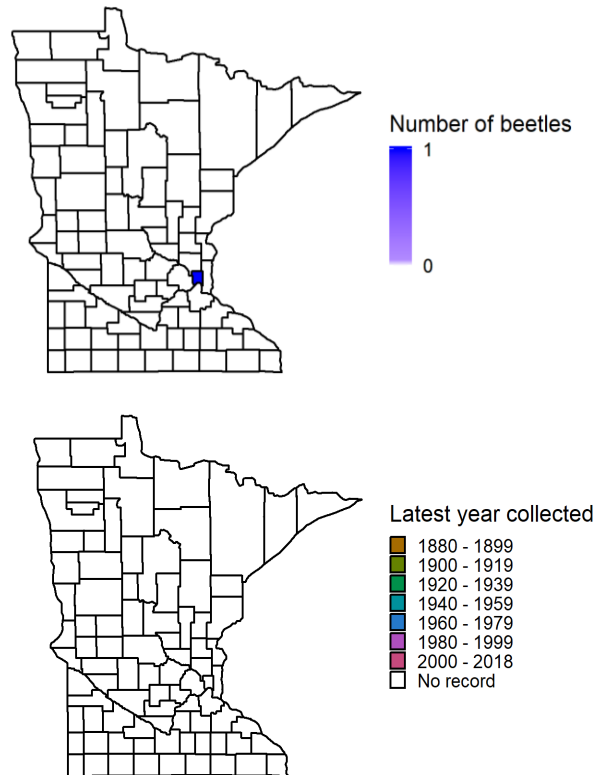 Number of beetles
1
0
Latest year collected
1880 - 1899
1900 - 1919
1920 - 1939
1940 - 1959
1960 - 1979
1980 - 1999
2000 - 2018
No record